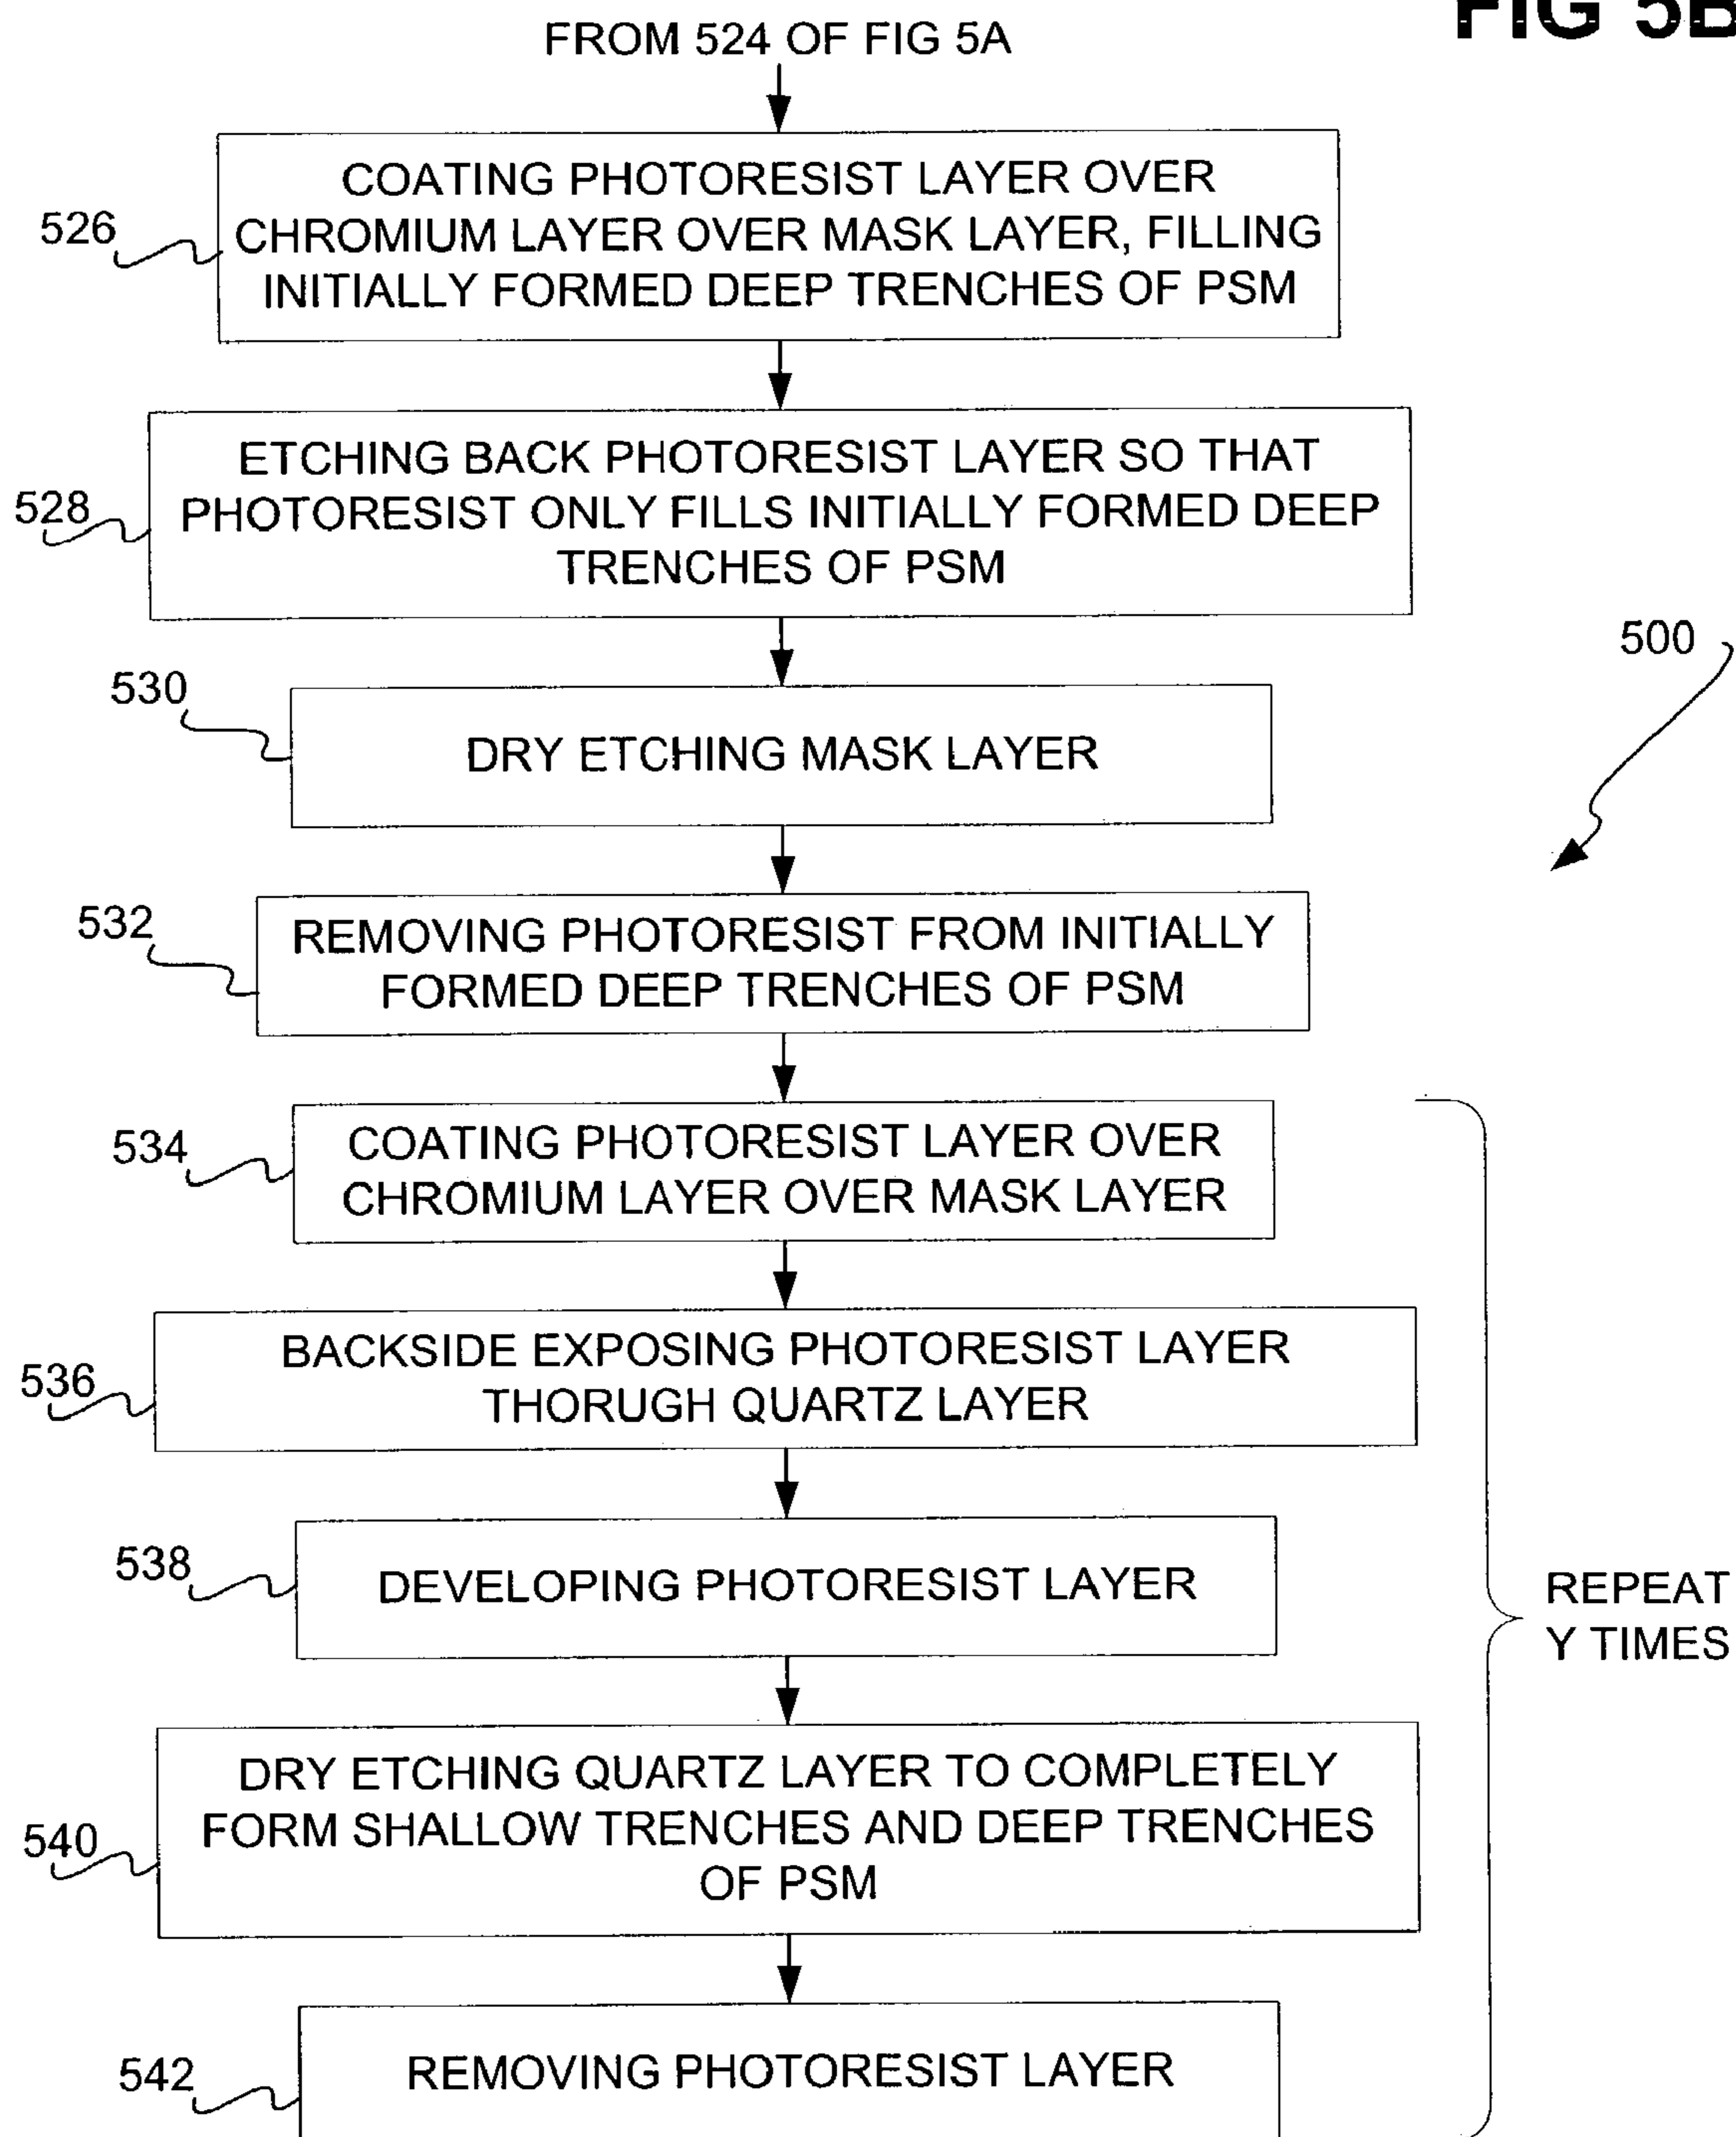 FIG 5B
FROM 524 OF FIG 5A
526
COATING PHOTORESIST LAYER OVER
CHROMIUM LAYER OVER MASK LAYER, FILLING
INITIALLY FORMED DEEP TRENCHES OF PSM
528
ETCHING BACK PHOTORESIST LAYER SO THAT
PHOTORESIST ONLY FILLS INITIALLY FORMED DEEP
TRENCHES OF PSM
500
530
DRY ETCHING MASK LAYER
532
REMOVING PHOTORESIST FROM INITIALLY
FORMED DEEP TRENCHES OF PSM
534
COATING PHOTORESIST LAYER OVER
CHROMIUM LAYER OVER MASK LAYER
536
BACKSIDE EXPOSING PHOTORESIST LAYER
THORUGH QUARTZ LAYER
538
DEVELOPING PHOTORESIST LAYER
REPEAT
Y TIMES
540
DRY ETCHING QUARTZ LAYER TO COMPLETELY
FORM SHALLOW TRENCHES AND DEEP TRENCHES
OF PSM
542
REMOVING PHOTORESIST LAYER